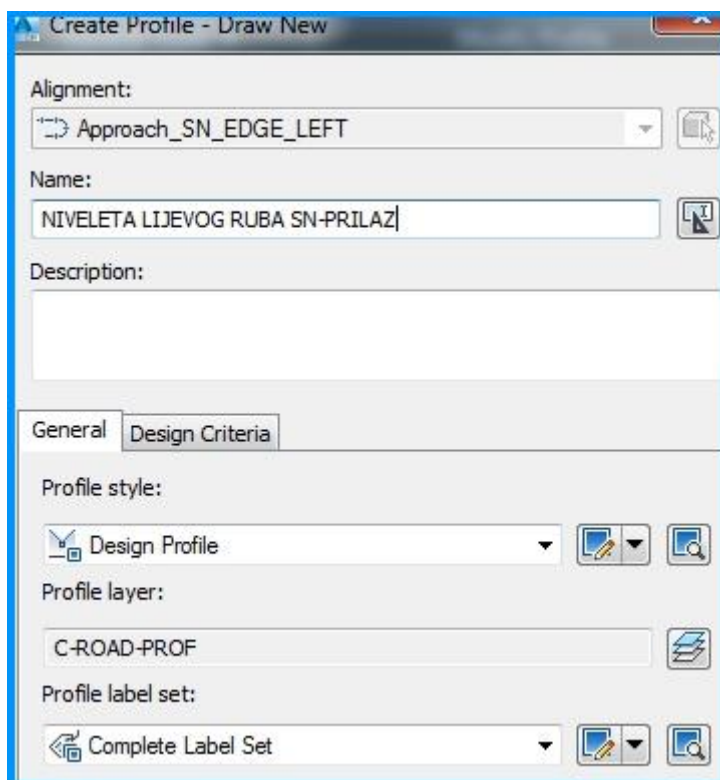 Create Profile - Draw New
Alignment:
Approach_SN_EDGE_LEFT
Name:
NIVELETA LIJEVOG RUBA SN-PRILAZ
Description:
General
Design Criteria
Profile style:
Design Profile
Profile layer:
C-ROAD-PROF
Profile label set:
Complete Label Set